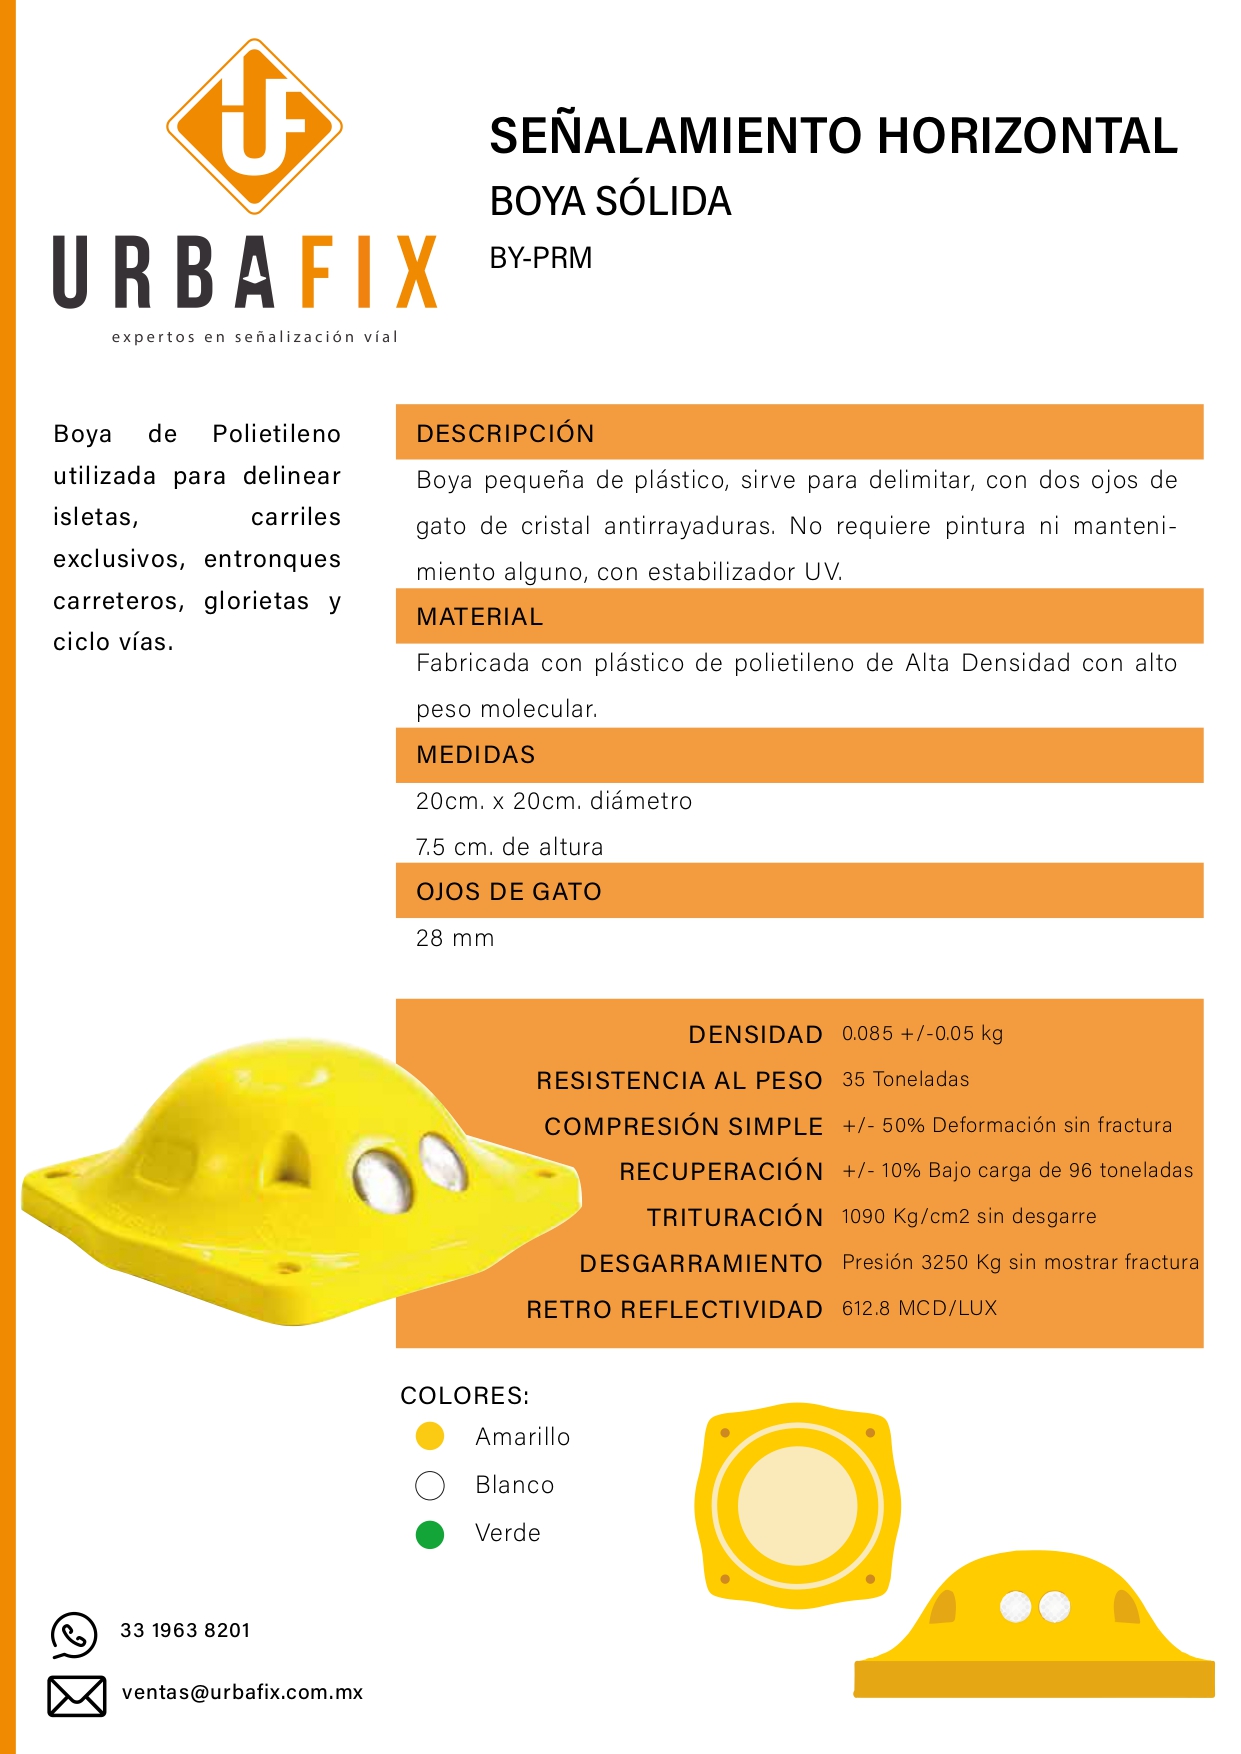 SEÑALAMIENTO HORIZONTAL
BOYA SÓLIDA
BY-PRM
UF
URBAFIX
expertos en señalización víal
Boya de Polietileno
utilizada para delinear
isletas, carriles
exclusivos, entronques
carreteros, glorietas y
ciclo vías.
DESCRIPCIÓN
Boya pequeña de plástico, sirve para delimitar, con dos ojos de
gato de cristal antirrayaduras. No requiere pintura ni manteni-
miento alguno, con estabilizador UV.
MATERIAL
Fabricada con plástico de polietileno de Alta Densidad con alto
peso molecular.
MEDIDAS
20cm. x 20cm. diámetro
7.5 cm. de altura
OJOS DE GATO
28 mm
DENSIDAD 0.085 +/-0.05 kg
RESISTENCIA AL PESO 35 Toneladas
COMPRESIÓN SIMPLE +/- 50% Deformación sin fractura
RECUPERACIÓN +/- 10% Bajo carga de 96 toneladas
TRITURACIÓN 1090 Kg/cm2 sin desgarre
DESGARRAMIENTO Presión 3250 Kg sin mostrar fractura
RETRO REFLECTIVIDAD 612.8 MCD/LUX
COLORES:
Amarillo
Blanco
Verde
33 1963 8201
ventas@urbafix.com.mx